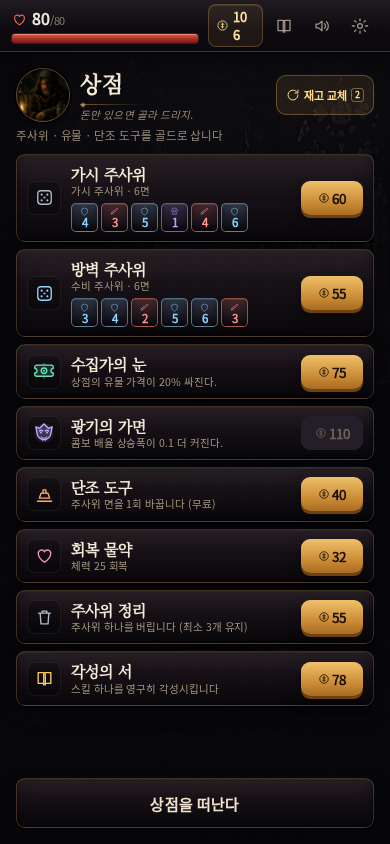 80/80
10
6
상점
돈만 있으면 골라 드리지.
재고 교체 2
주사위 · 유물 · 단조 도구를 골드로 삽니다
가시 주사위
가시 주사위 · 6면
4 3 5 1 4 6
60
방벽 주사위
수비 주사위 · 6면
3 4 2 5 6 3
55
수집가의 눈
상점의 유물 가격이 20% 싸진다.
75
광기의 가면
콤보 배율 상승폭이 0.1 더 커진다.
110
단조 도구
주사위 면을 1회 바꿉니다 (무료)
40
회복 물약
체력 25 회복
32
주사위 정리
주사위 하나를 버립니다 (최소 3개 유지)
55
각성의 서
스킬 하나를 영구히 각성시킵니다
78
상점을 떠난다